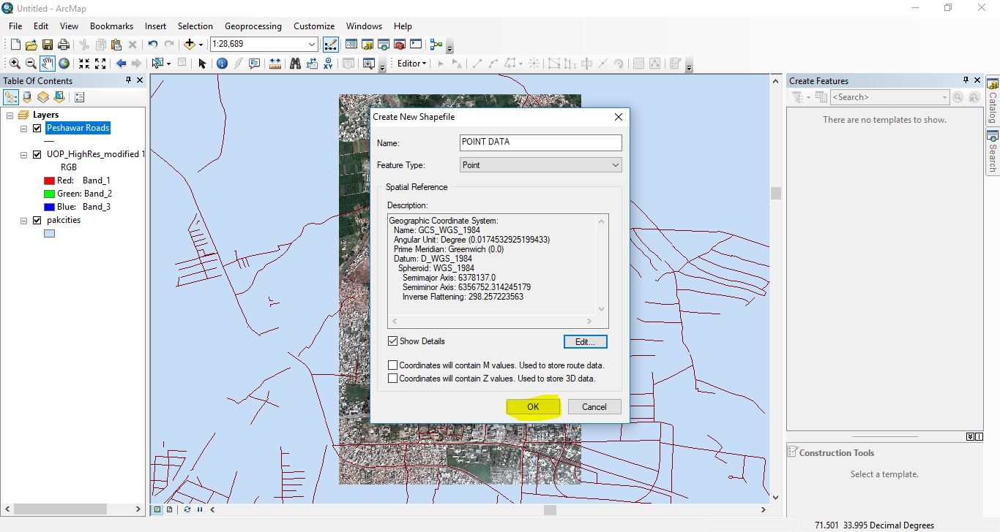 Untitled - ArcMap
File Edit View Bookmarks Insert Selection Geoprocessing Customize Windows Help
1:28,689
Editor
Table Of Contents
Layers
Peshawar Roads
UOP_HighRes_modified 1
RGB
Red: Band_1
Green: Band_2
Blue: Band_3
pakcities
Create New Shapefile
Name: POINT DATA
Feature Type: Point
Spatial Reference
Description:
Geographic Coordinate System:
Name: GCS_WGS_1984
Angular Unit: Degree (0.0174532925199433)
Prime Meridian: Greenwich (0.0)
Datum: D_WGS_1984
Spheroid: WGS_1984
Semimajor Axis: 6378137.0
Semiminor Axis: 6356752.314245179
Inverse Flattening: 298.257223563
Show Details Edit...
Coordinates will contain M values. Used to store route data.
Coordinates will contain Z values. Used to store 3D data.
OK Cancel
Create Features
<Search>
There are no templates to show.
Construction Tools
Select a template.
Catalog
Search
71.501 33.995 Decimal Degrees